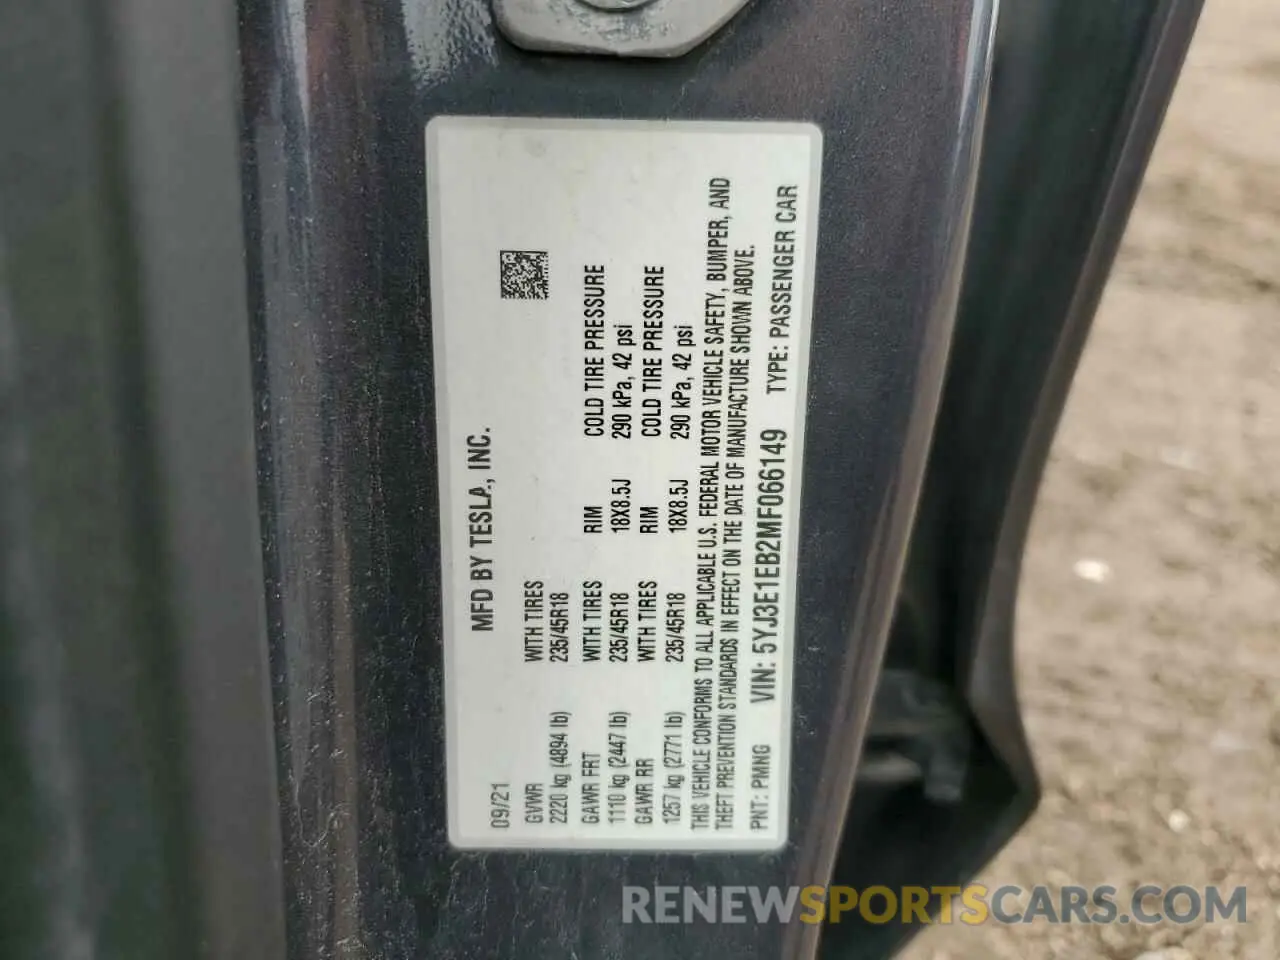 MFD BY TESLA, INC.
09/21
GVWR WITH TIRES
2220 kg (4894 lb) 235/45R18
GAWR FRT WITH TIRES RIM COLD TIRE PRESSURE
1110 kg (2447 lb) 235/45R18 18X8.5J 290 kPa, 42 psi
GAWR RR WITH TIRES RIM COLD TIRE PRESSURE
1257 kg (2771 lb) 235/45R18 18X8.5J 290 kPa, 42 psi
THIS VEHICLE CONFORMS TO ALL APPLICABLE U.S. FEDERAL MOTOR VEHICLE SAFETY, BUMPER, AND
THEFT PREVENTION STANDARDS IN EFFECT ON THE DATE OF MANUFACTURE SHOWN ABOVE.
PNT: PMNG VIN: 5YJ3E1EB2MF066149 TYPE: PASSENGER CAR
RENEWSPORTSCARS.COM